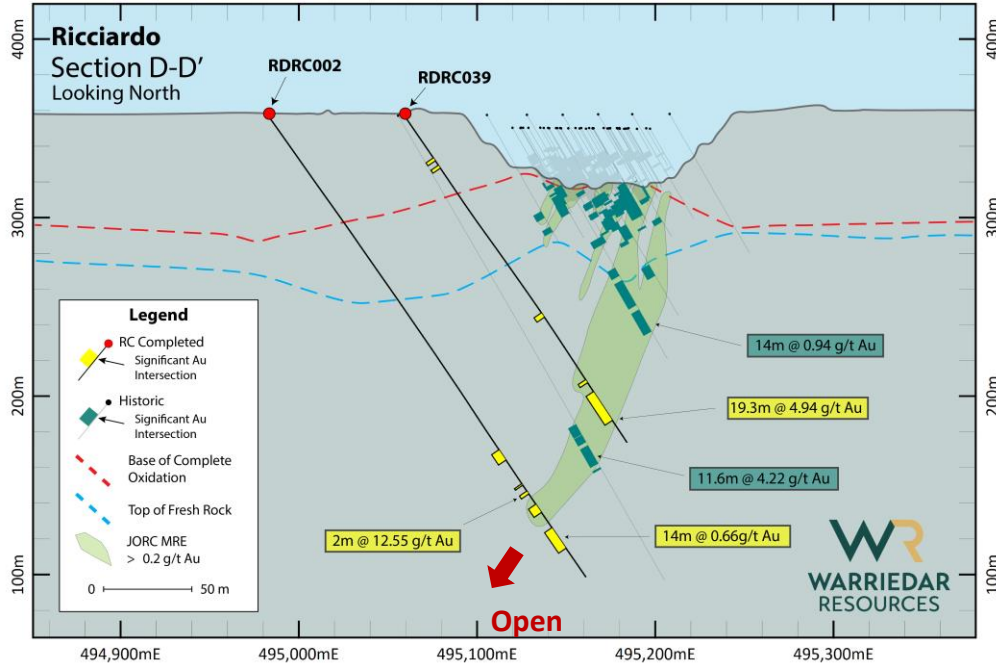 Ricciardo
Section D-D'
Looking North
RDRC002
RDRC039
400m
300m
200m
100m
400m
300m
200m
100m
Legend
RC Completed
Significant Au
Intersection
Historic
Significant Au
Intersection
Base of Complete
Oxidation
Top of Fresh Rock
JORC MRE
> 0.2 g/t Au
0 50 m
14m @ 0.94 g/t Au
19.3m @ 4.94 g/t Au
11.6m @ 4.22 g/t Au
2m @ 12.55 g/t Au
14m @ 0.66g/t Au
Open
WR
WARRIEDAR
RESOURCES
494,900mE
495,000mE
495,100mE
495,200mE
495,300mE